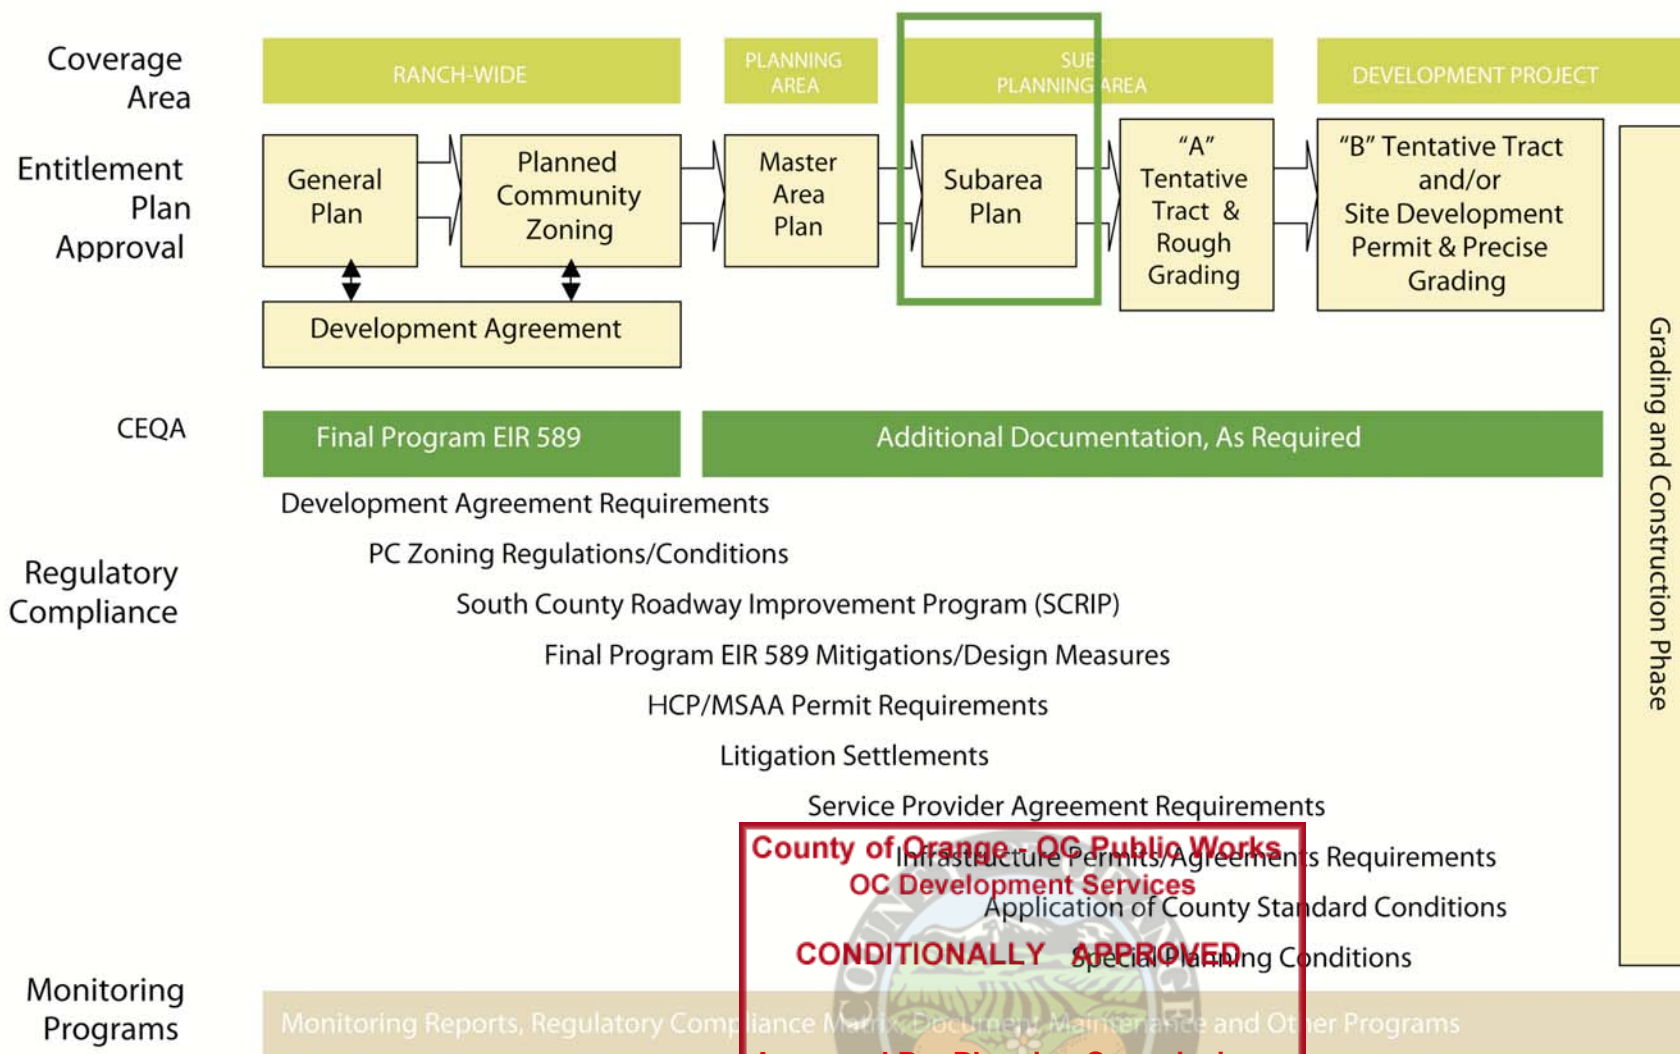 Coverage
Area
RANCH-WIDE
PLANNING
AREA
SUB-
PLANNING AREA
DEVELOPMENT PROJECT
Entitlement
Plan
Approval
General
Plan
Planned
Community
Zoning
Master
Area
Plan
Subarea
Plan
"A"
Tentative
Tract &
Rough
Grading
"B" Tentative Tract
and/or
Site Development
Permit & Precise
Grading
Development Agreement
Grading and Construction Phase
CEQA
Final Program EIR 589
Additional Documentation, As Required
Regulatory
Compliance
Development Agreement Requirements
PC Zoning Regulations/Conditions
South County Roadway Improvement Program (SCRIP)
Final Program EIR 589 Mitigations/Design Measures
HCP/MSAA Permit Requirements
Litigation Settlements
Service Provider Agreement Requirements
Infrastructure Permits/Agreements Requirements
Application of County Standard Conditions
Special Planning Conditions
County of Orange - OC Public Works
OC Development Services
CONDITIONALLY APPROVED
COUNTY OF ORANGE
Monitoring
Programs
Monitoring Reports, Regulatory Compliance Matrix, Document Maintenance and Other Programs